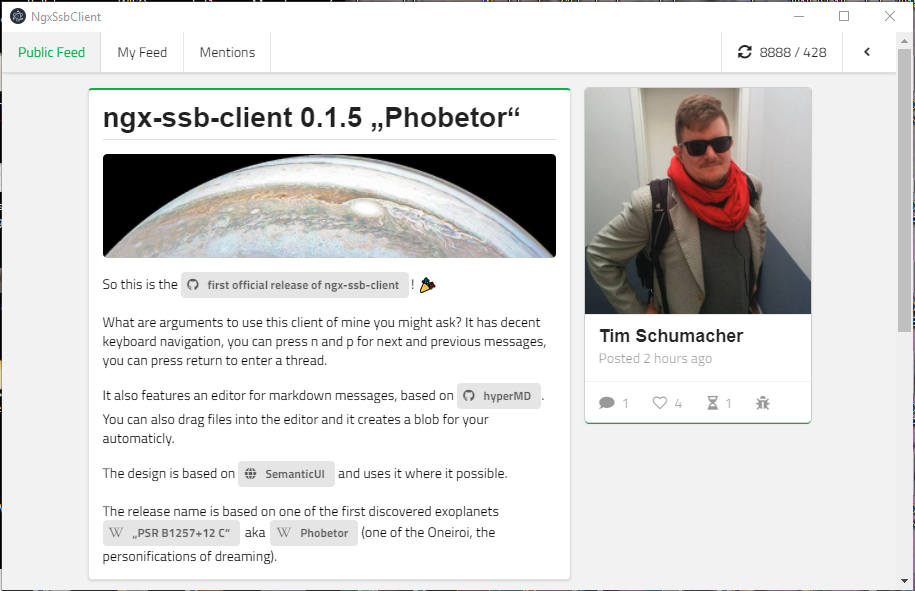 NgxSsbClient
Public Feed
My Feed
Mentions
8888 / 428
ngx-ssb-client 0.1.5 „Phobetor“
So this is the first official release of ngx-ssb-client !
What are arguments to use this client of mine you might ask? It has decent
keyboard navigation, you can press n and p for next and previous messages,
you can press return to enter a thread.
It also features an editor for markdown messages, based on hyperMD .
You can also drag files into the editor and it creates a blob for your
automaticly.
The design is based on SemanticUI and uses it where it possible.
The release name is based on one of the first discovered exoplanets
W „PSR B1257+12 C“ aka W Phobetor (one of the Oneiroi, the
personifications of dreaming).
Tim Schumacher
Posted 2 hours ago
1
4
1